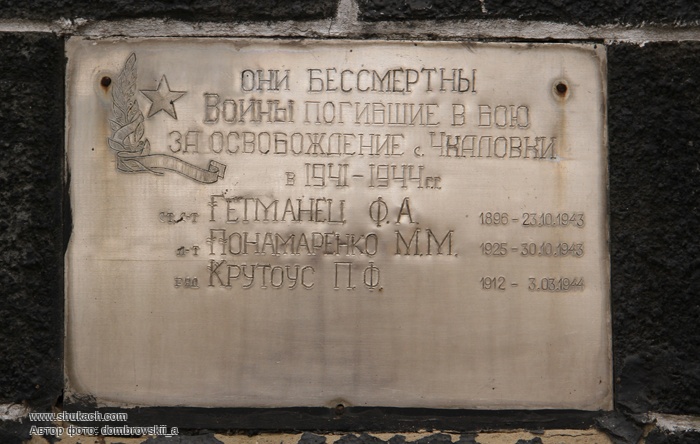 ОНИ БЕССМЕРТНЫ
ВОИНЫ ПОГИБШИЕ В БОЮ
ЗА ОСВОБОЖДЕНИЕ с. ЧКАЛОВКИ
в 1941-1944 гг
ГЕТМАНЕЦ Ф.А. 1896 - 23.10.1943
л-т ПОНАМАРЕНКО М.М. 1925 - 30.10.1943
ряд КРУТОУС П.Ф. 1912 - 3.03.1944
www.shukach.com
Автор фото: dombrovskii_a